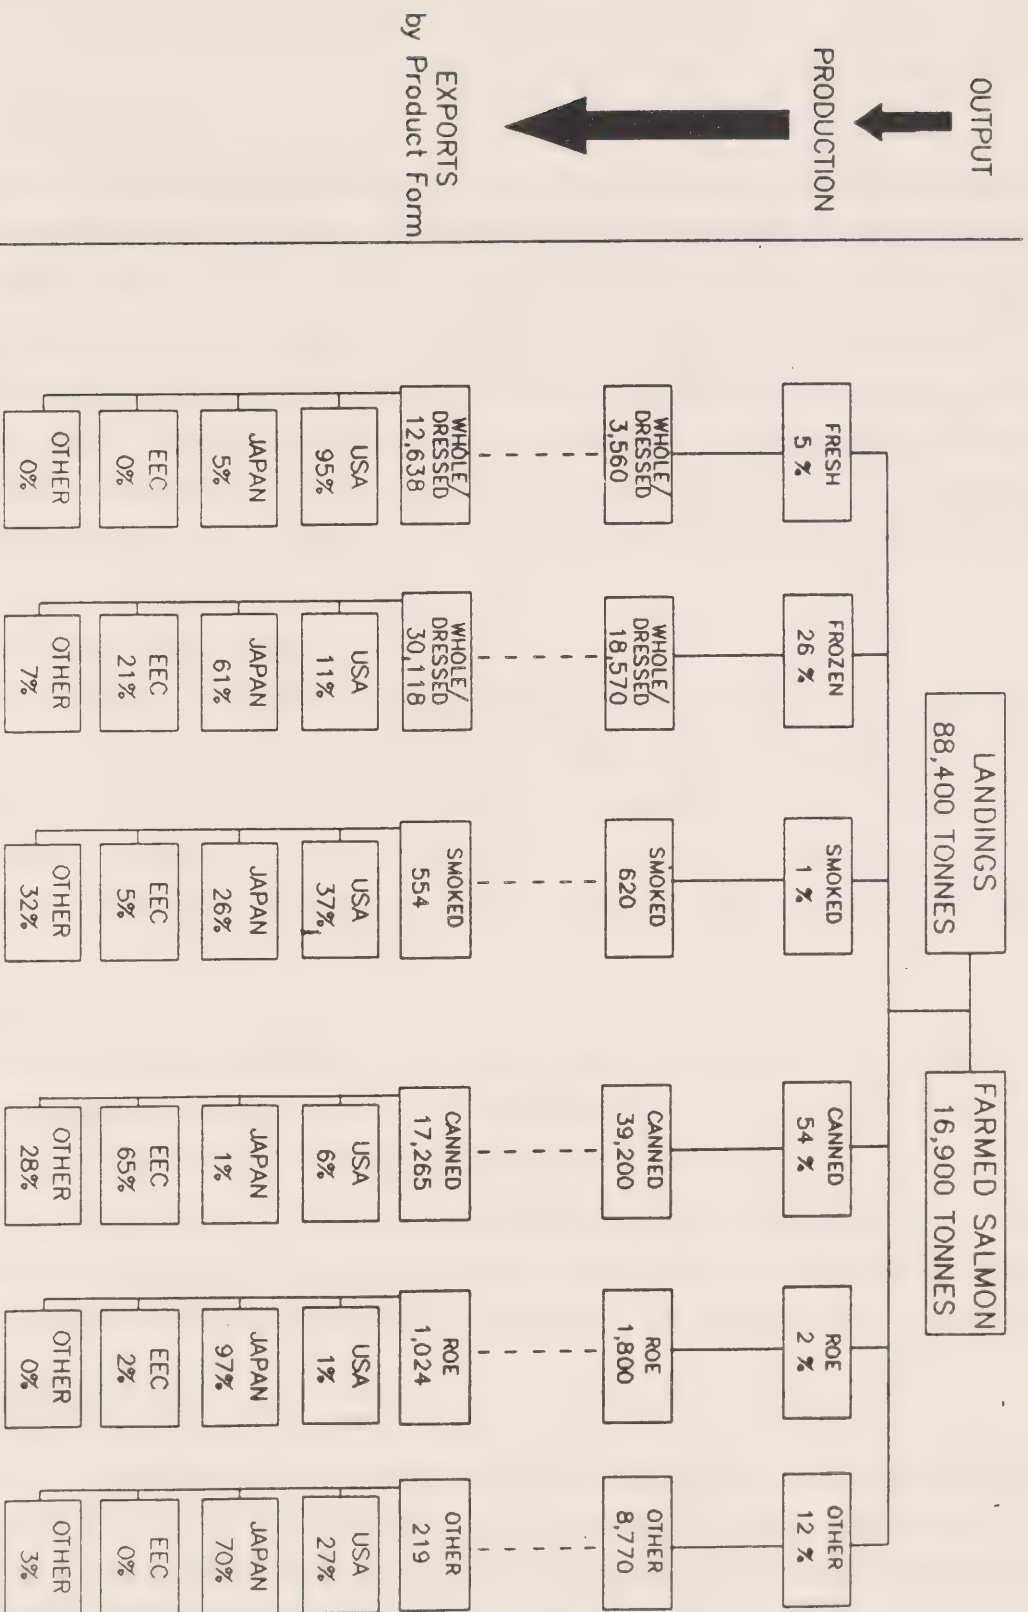 OUTPUT
LANDINGS
88,400 TONNES
FARMED SALMON
16,900 TONNES
PRODUCTION
FRESH
5 %
FROZEN
26 %
SMOKED
1 %
CANNED
54 %
ROE
2 %
OTHER
12 %
WHOLE/
DRESSED
3,560
WHOLE/
DRESSED
18,570
SMOKED
620
CANNED
39,200
ROE
1,800
OTHER
8,770
EXPORTS
by Product Form
WHOLE/
DRESSED
12,638
WHOLE/
DRESSED
30,118
SMOKED
554
CANNED
17,265
ROE
1,024
OTHER
219
USA
95%
USA
11%
USA
37%
USA
6%
USA
1%
USA
27%
JAPAN
5%
JAPAN
61%
JAPAN
26%
JAPAN
1%
JAPAN
97%
JAPAN
70%
EEC
0%
EEC
21%
EEC
5%
EEC
65%
EEC
2%
EEC
0%
OTHER
0%
OTHER
7%
OTHER
32%
OTHER
28%
OTHER
0%
OTHER
3%